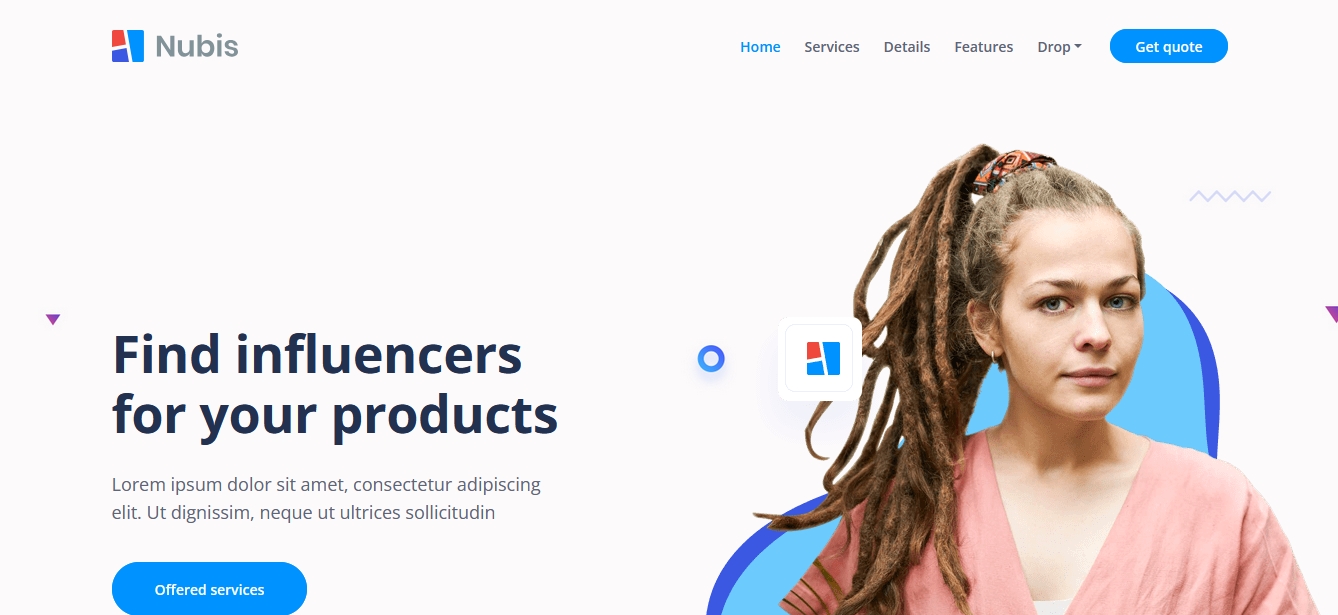 Nubis
Home Services Details Features Drop Get quote
Find influencers
for your products
Lorem ipsum dolor sit amet, consectetur adipiscing
elit. Ut dignissim, neque ut ultrices sollicitudin
Offered services